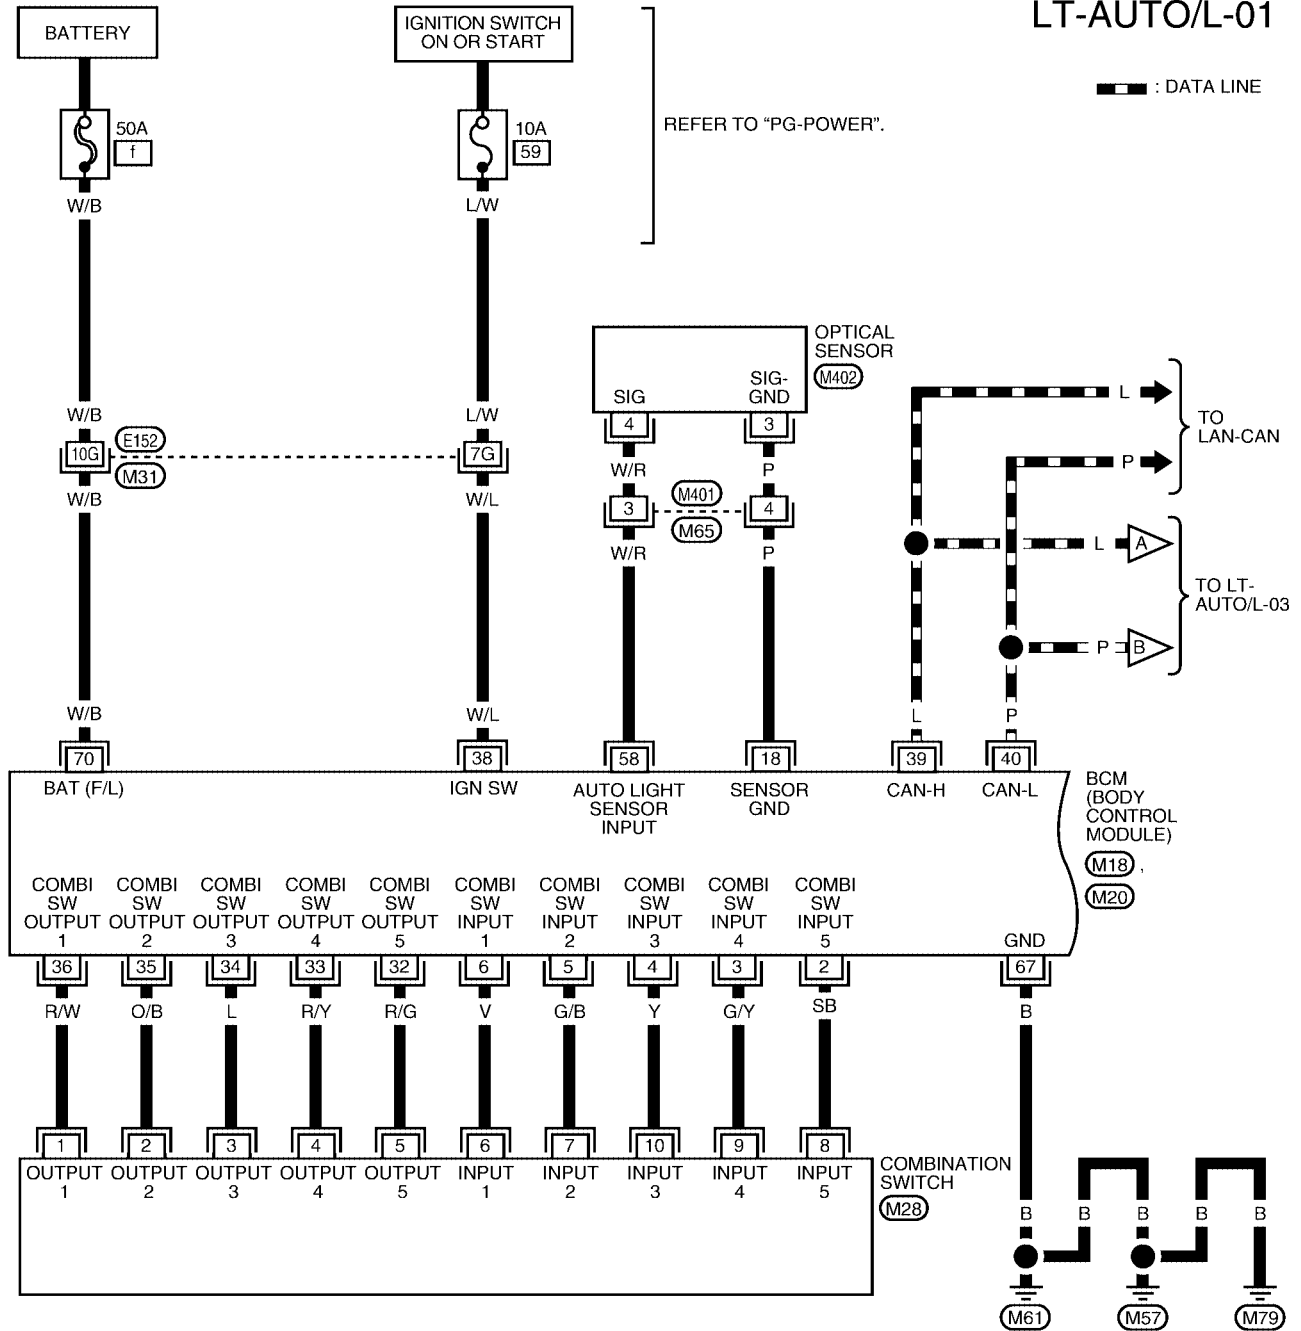 LT-AUTO/L-01
BATTERY
IGNITION SWITCH
ON OR START
: DATA LINE
50A
f
10A
59
REFER TO “PG-POWER”.
W/B
L/W
OPTICAL
SENSOR
M402
SIG
SIG-
GND
4
3
L
TO
LAN-CAN
P
W/B
L/W
10G
E152
M31
7G
W/B
W/L
W/R
P
3
M401
M65
4
W/R
P
L
A
TO LT-
AUTO/L-03
P
B
W/B
W/L
L
P
70
38
58
18
39
40
BAT (F/L)
IGN SW
AUTO LIGHT
SENSOR
INPUT
SENSOR
GND
CAN-H
CAN-L
BCM
(BODY
CONTROL
MODULE)
M18 ,
M20
COMBI
SW
OUTPUT
1
COMBI
SW
OUTPUT
2
COMBI
SW
OUTPUT
3
COMBI
SW
OUTPUT
4
COMBI
SW
OUTPUT
5
COMBI
SW
INPUT
1
COMBI
SW
INPUT
2
COMBI
SW
INPUT
3
COMBI
SW
INPUT
4
COMBI
SW
INPUT
5
GND
36
35
34
33
32
6
5
4
3
2
67
R/W
O/B
L
R/Y
R/G
V
G/B
Y
G/Y
SB
B
1
2
3
4
5
6
7
10
9
8
OUTPUT
1
OUTPUT
2
OUTPUT
3
OUTPUT
4
OUTPUT
5
INPUT
1
INPUT
2
INPUT
3
INPUT
4
INPUT
5
COMBINATION
SWITCH
M28
B
B
B
B
B
M61
M57
M79